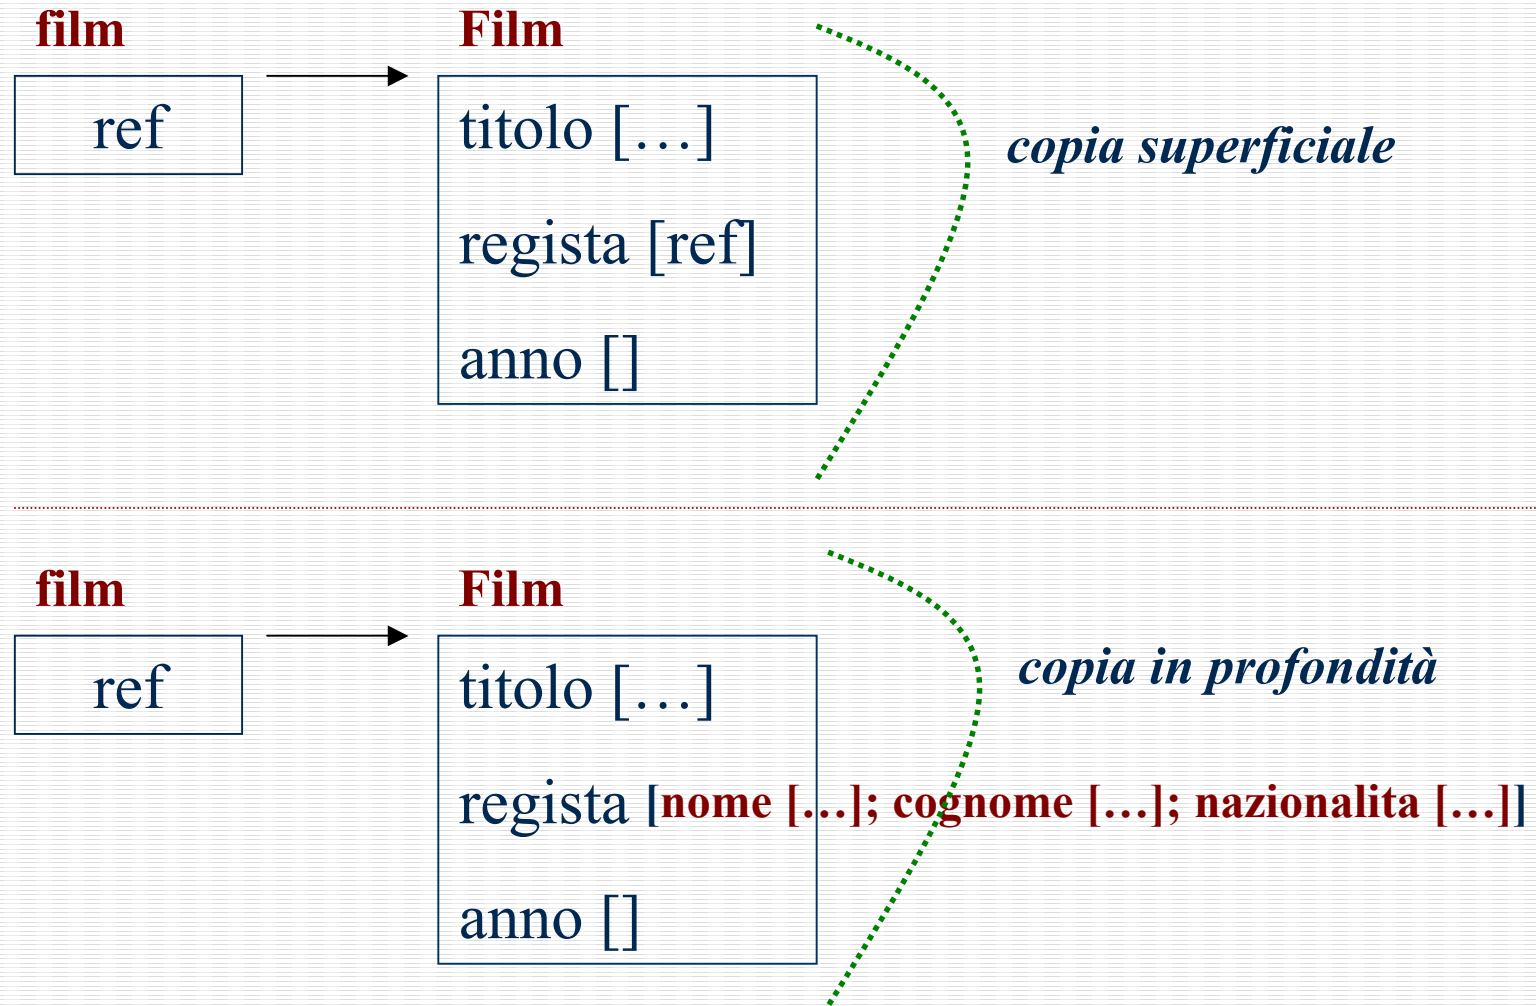 film Film
ref titolo […] copia superficiale
regista [ref]
anno []
film Film
ref titolo […] copia in profondità
regista [nome […]; cognome […]; nazionalita […]]
anno []